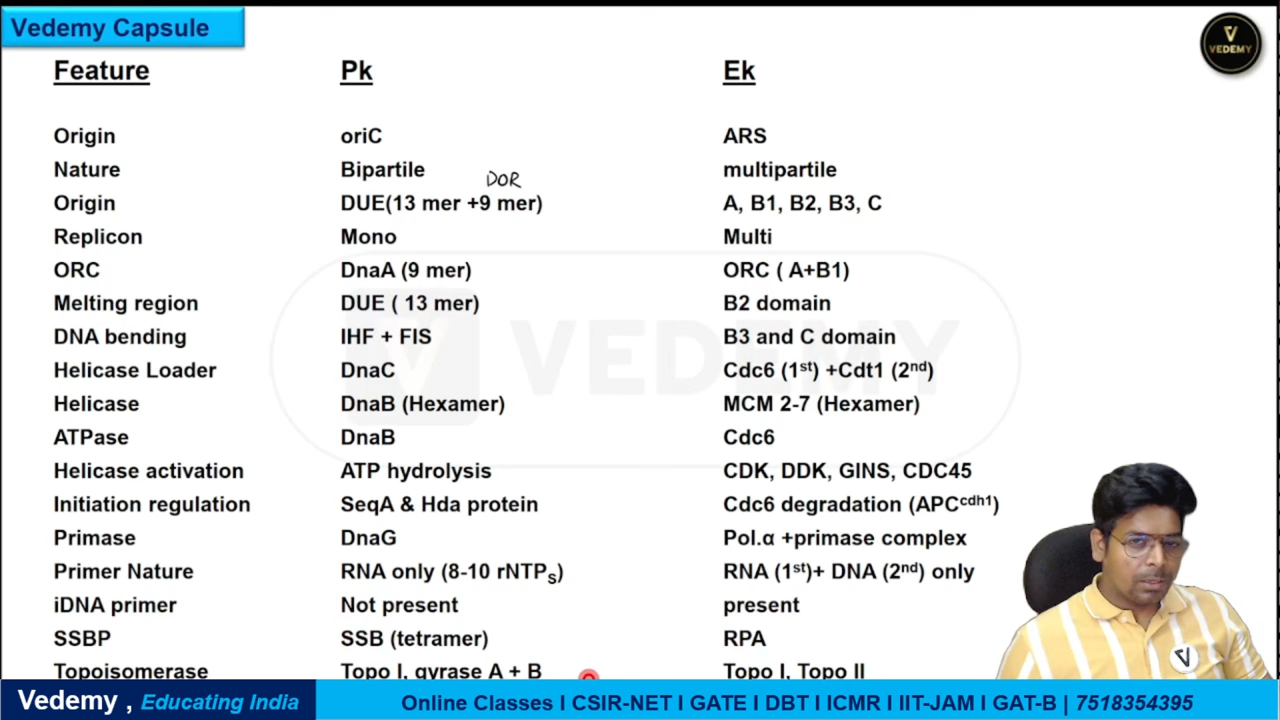 Vedemy Capsule
VEDEMY
Feature Pk Ek
Origin oriC ARS
Nature Bipartile multipartile
DOR
Origin DUE(13 mer +9 mer) A, B1, B2, B3, C
Replicon Mono Multi
ORC DnaA (9 mer) ORC ( A+B1)
Melting region DUE ( 13 mer) B2 domain
DNA bending IHF + FIS B3 and C domain
VEDEMY
Helicase Loader DnaC Cdc6 (1st) +Cdt1 (2nd)
Helicase DnaB (Hexamer) MCM 2-7 (Hexamer)
ATPase DnaB Cdc6
Helicase activation ATP hydrolysis CDK, DDK, GINS, CDC45
Initiation regulation SeqA & Hda protein Cdc6 degradation (APCcdh1)
Primase DnaG Pol.α +primase complex
Primer Nature RNA only (8-10 rNTPS) RNA (1st)+ DNA (2nd) only
iDNA primer Not present present
SSBP SSB (tetramer) RPA
Topoisomerase Topo I, gyrase A + B Topo I, Topo II
Vedemy , Educating India Online Classes I CSIR-NET I GATE I DBT I ICMR I IIT-JAM I GAT-B | 7518354395